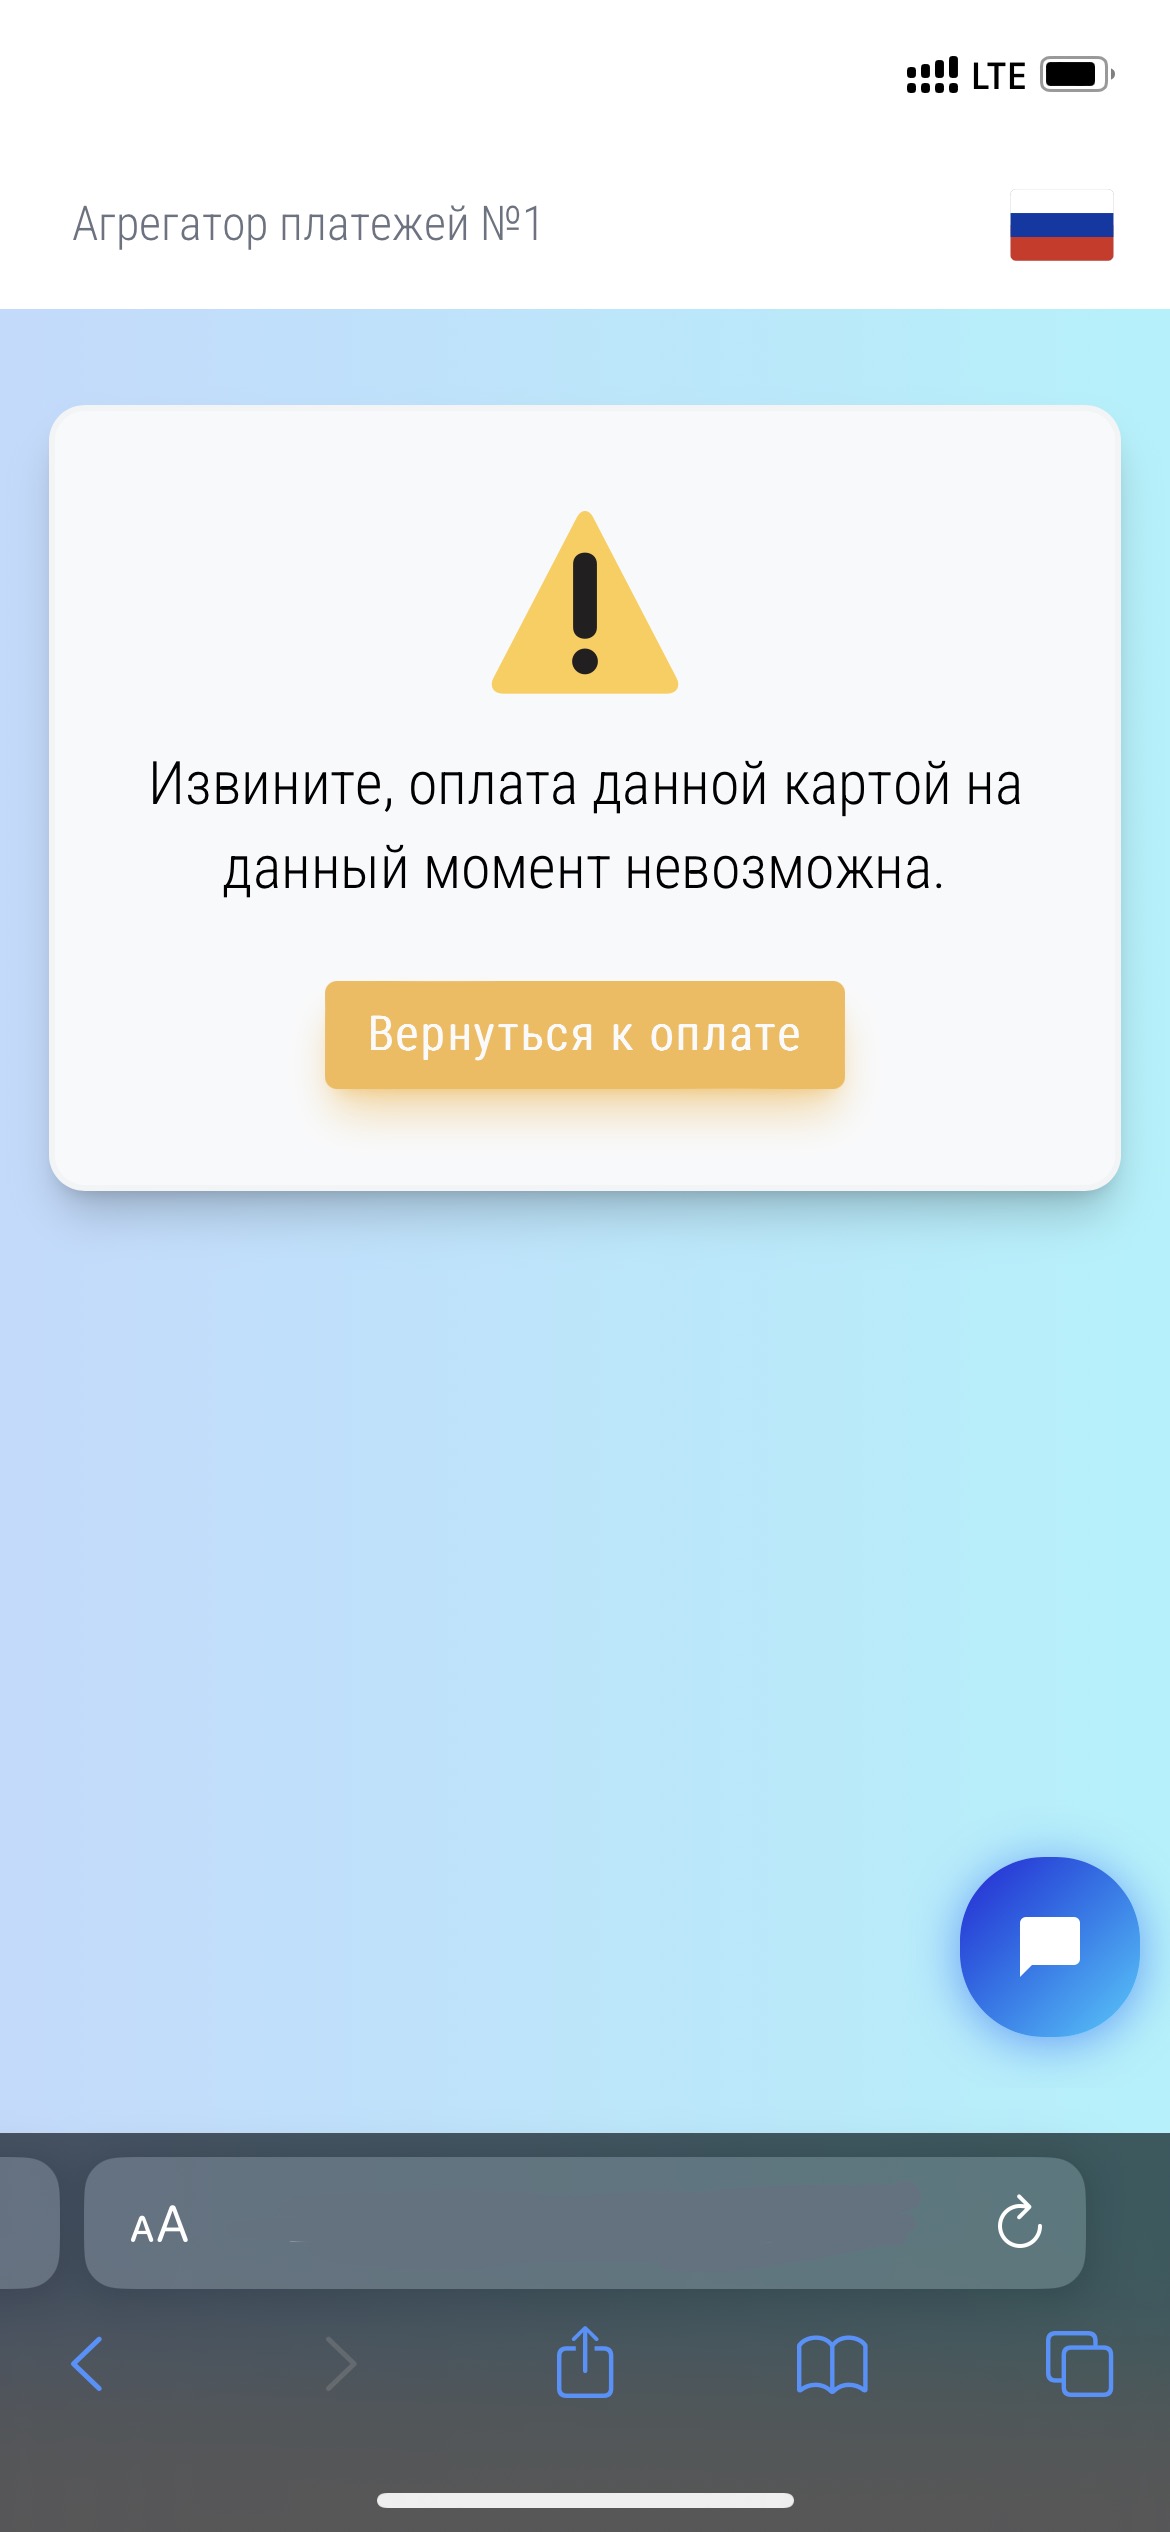 LTE
Агрегатор платежей №1
Извините, оплата данной картой на
данный момент невозможна.
Вернуться к оплате
AA